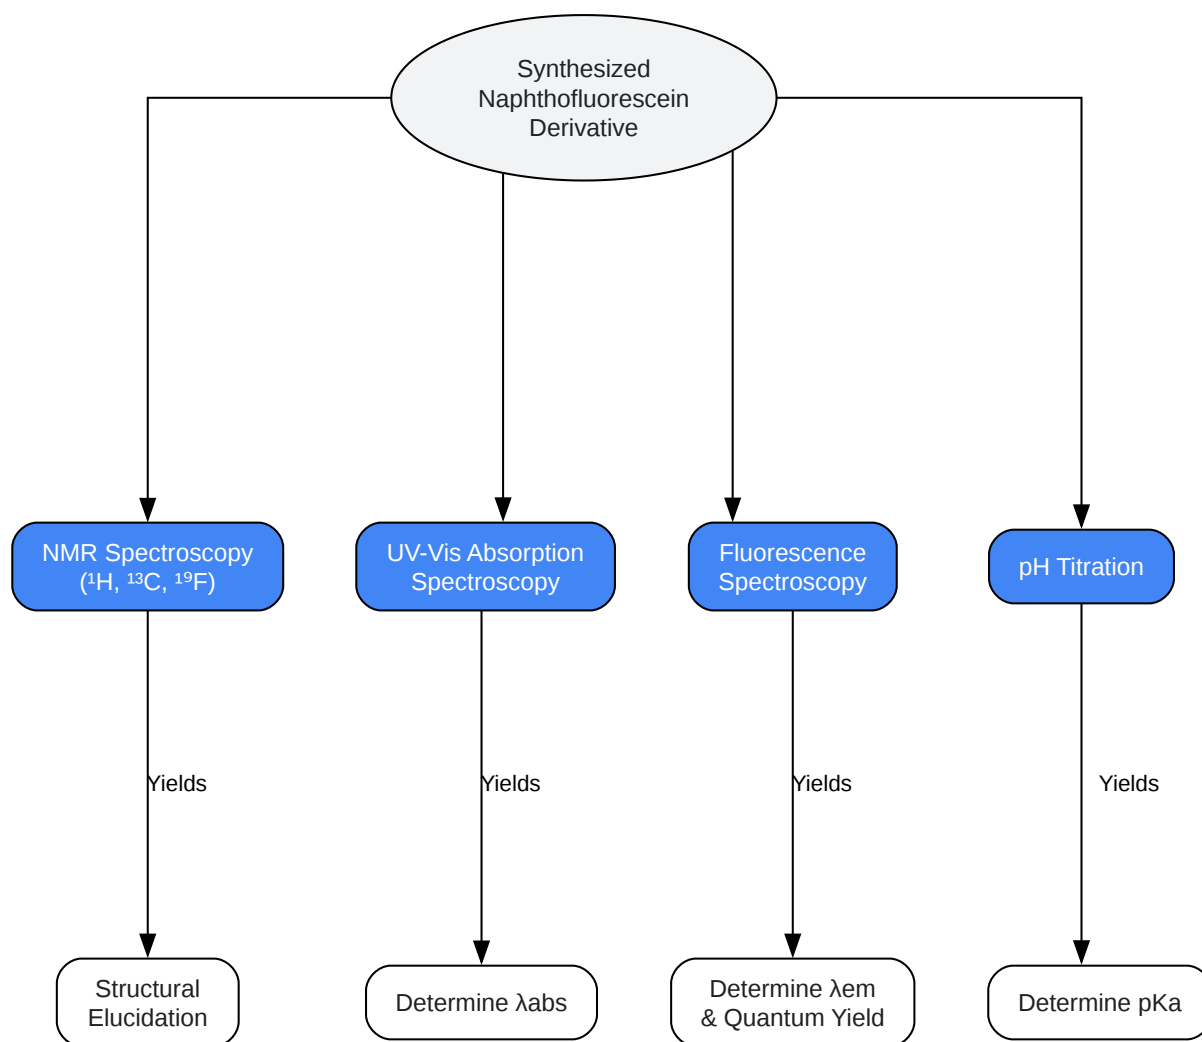 Synthesized
Naphthofluorescein
Derivative
NMR Spectroscopy
(¹H, ¹³C, ¹⁹F)
UV-Vis Absorption
Spectroscopy
Fluorescence
Spectroscopy
pH Titration
Yields
Yields
Yields
Yields
Structural
Elucidation
Determine λabs
Determine λem
& Quantum Yield
Determine pKa